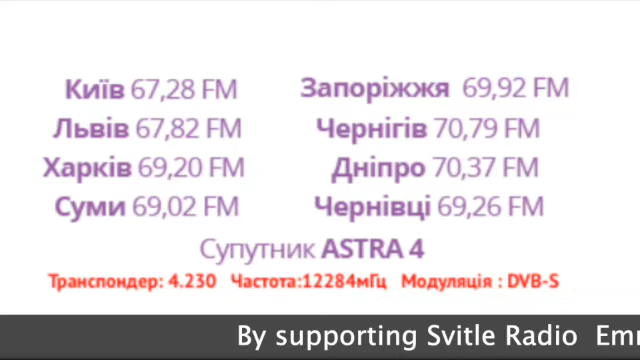 Київ 67,28 FM Запоріжжя 69,92 FM
Львів 67,82 FM Чернігів 70,79 FM
Харків 69,20 FM Дніпро 70,37 FM
Суми 69,02 FM Чернівці 69,26 FM
Супутник ASTRA 4
Транспондер: 4.230 Частота:12284мГц Модуляція : DVB-S
By supporting Svitle Radio